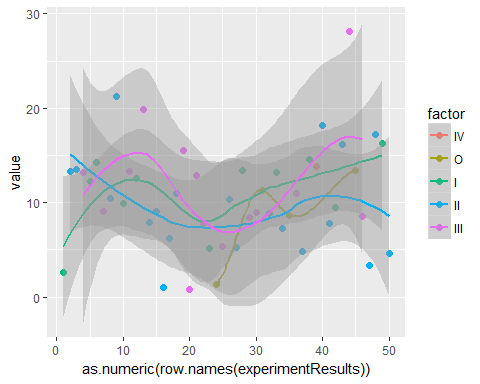 30
20
10
0
value
0
10
20
30
40
50
as.numeric(row.names(experimentResults))
factor
IV
O
I
II
III